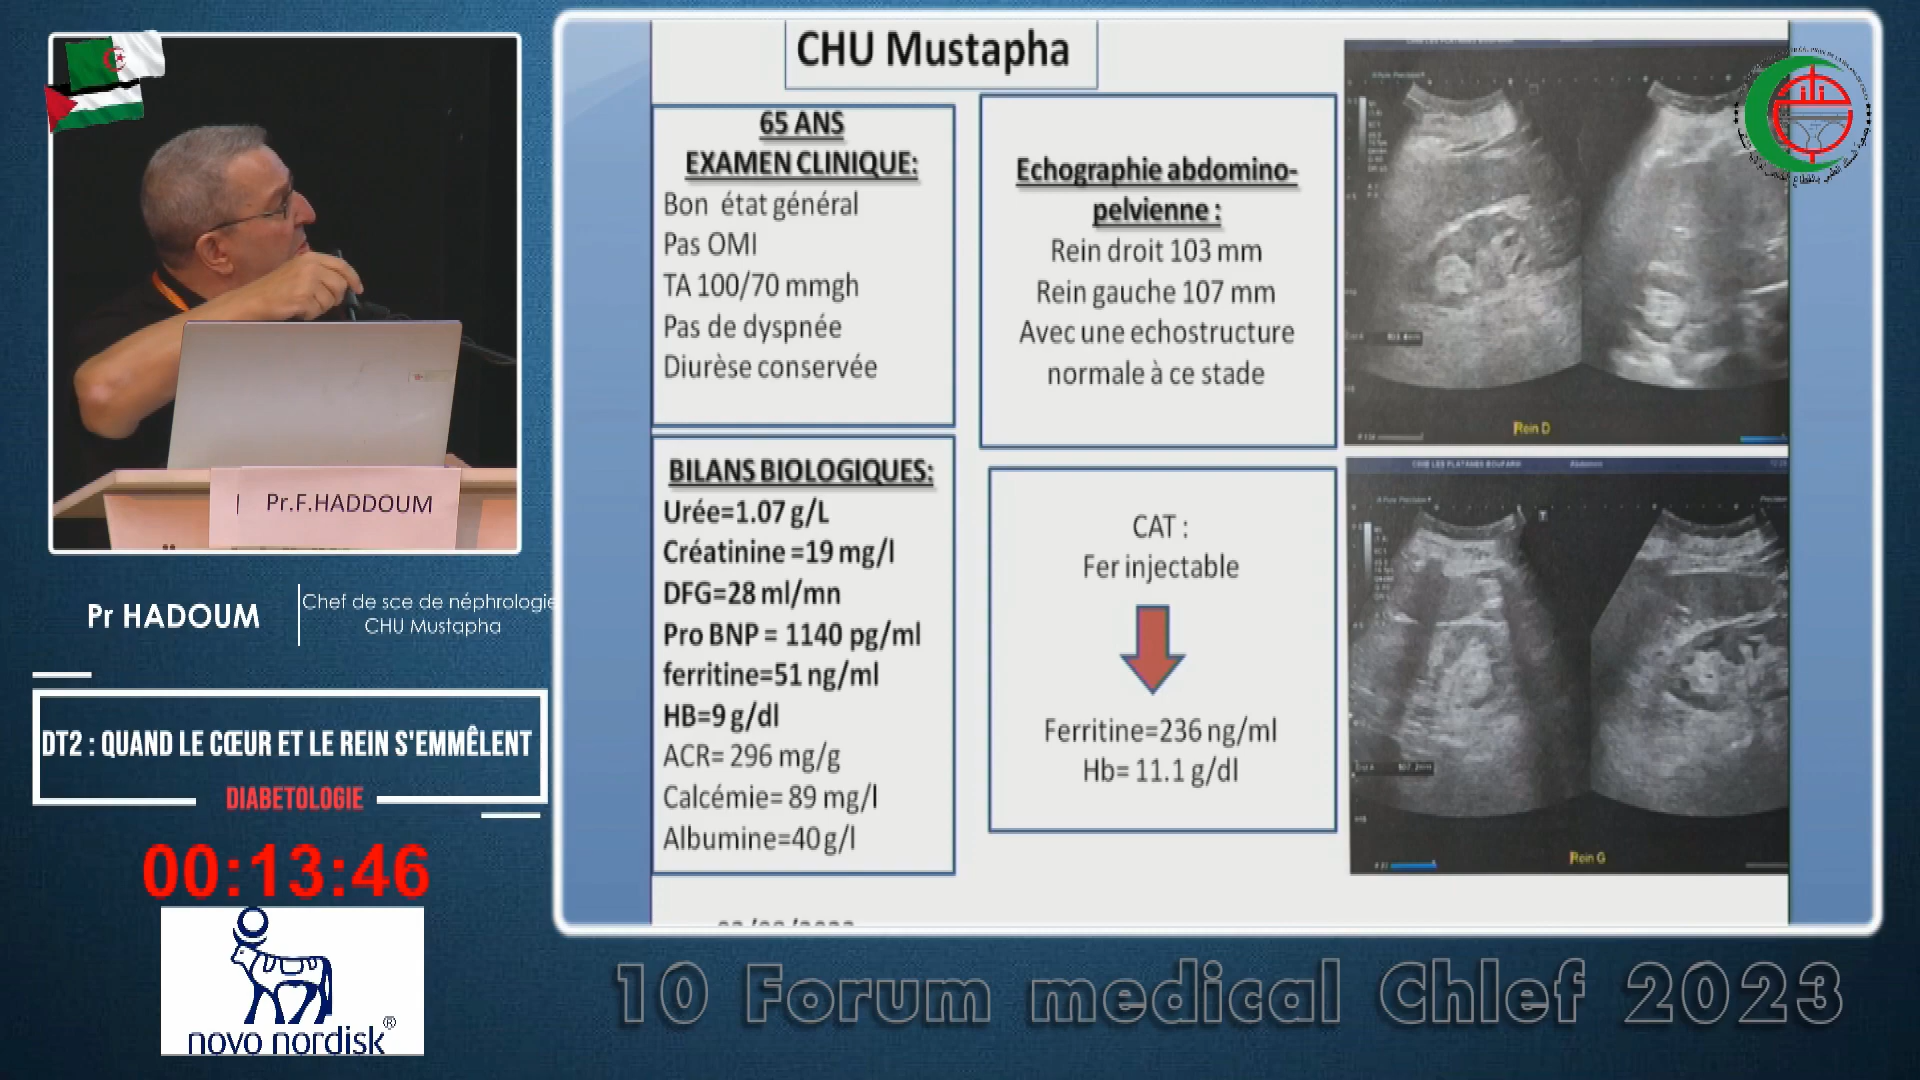 CHU Mustapha
65 ANS
EXAMEN CLINIQUE:
Bon état général
Pas OMI
TA 100/70 mmgh
Pas de dyspnée
Diurèse conservée
BILANS BIOLOGIQUES:
Urée=1.07 g/L
Créatinine =19 mg/l
DFG=28 ml/mn
Pro BNP = 1140 pg/ml
ferritine=51 ng/ml
HB=9 g/dl
ACR= 296 mg/g
Calcémie= 89 mg/l
Albumine=40 g/l
Echographie abdomino-
pelvienne :
Rein droit 103 mm
Rein gauche 107 mm
Avec une echostructure
normale à ce stade
CAT :
Fer injectable
Ferritine=236 ng/ml
Hb= 11.1 g/dl
Rein D
Rein G
Pr.F.HADDOUM
Pr HADOUM
Chef de sce de néphrologie
CHU Mustapha
DT2 : QUAND LE CŒUR ET LE REIN S'EMMÊLENT
DIABETOLOGIE
00:13:46
novo nordisk®
10 Forum medical Chlef 2023